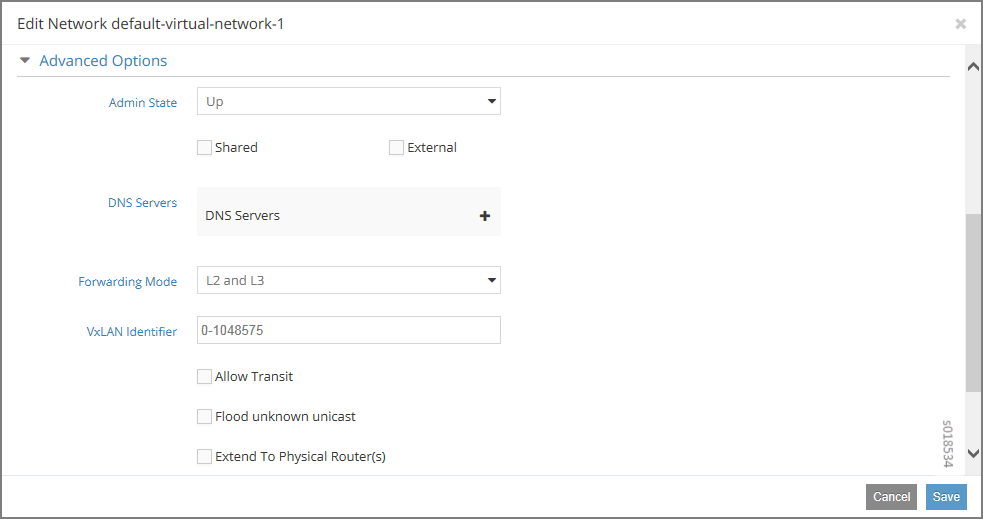 Edit Network default-virtual-network-1
×
Advanced Options
Admin State
Up
Shared
External
DNS Servers
DNS Servers
+
Forwarding Mode
L2 and L3
VxLAN Identifier
0-1048575
Allow Transit
Flood unknown unicast
Extend To Physical Router(s)
s018534
Cancel
Save